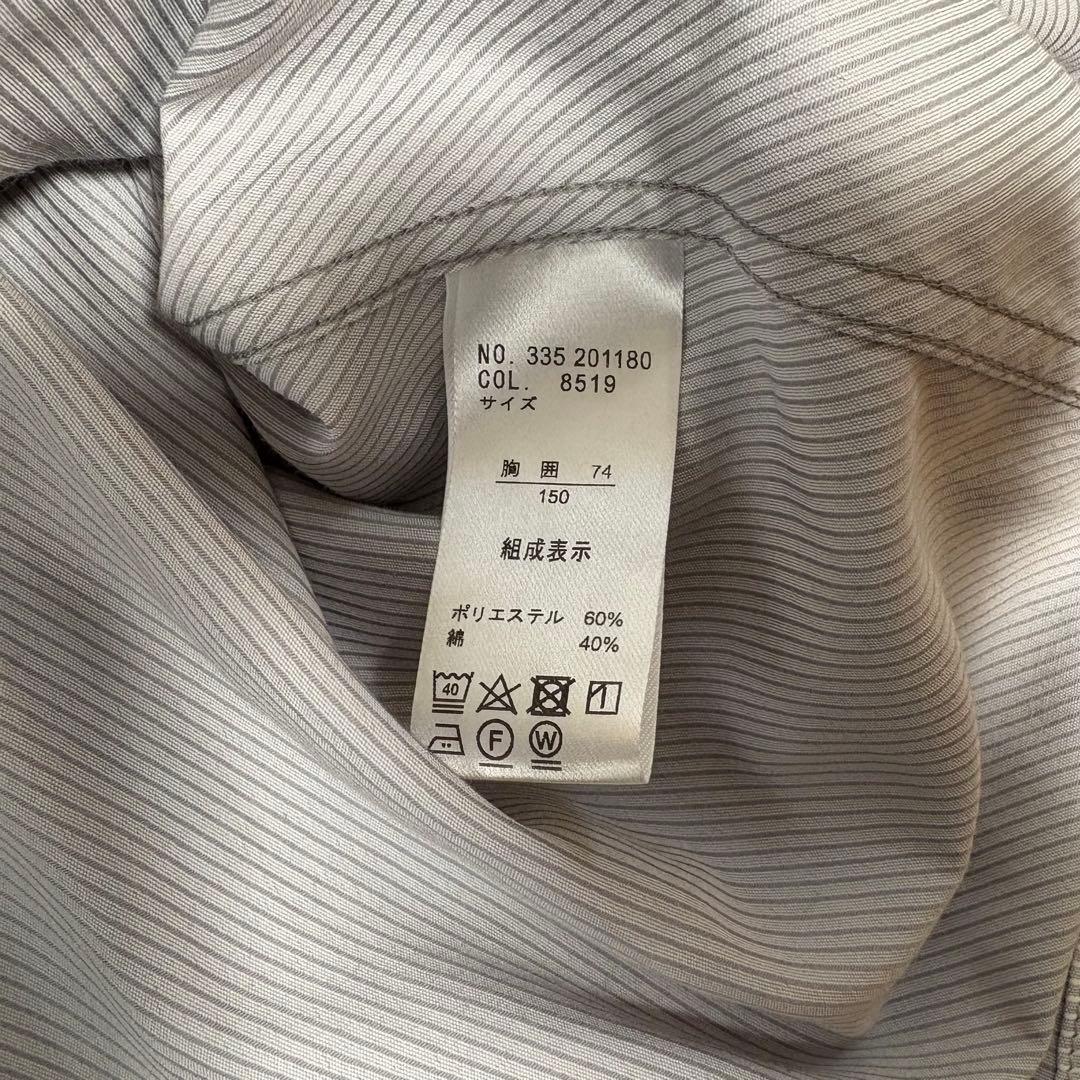 NO. 335 201180
COL. 8519
サイズ
胸 囲 74
150
組成表示
ポリエステル 60%
綿 40%
40
F W